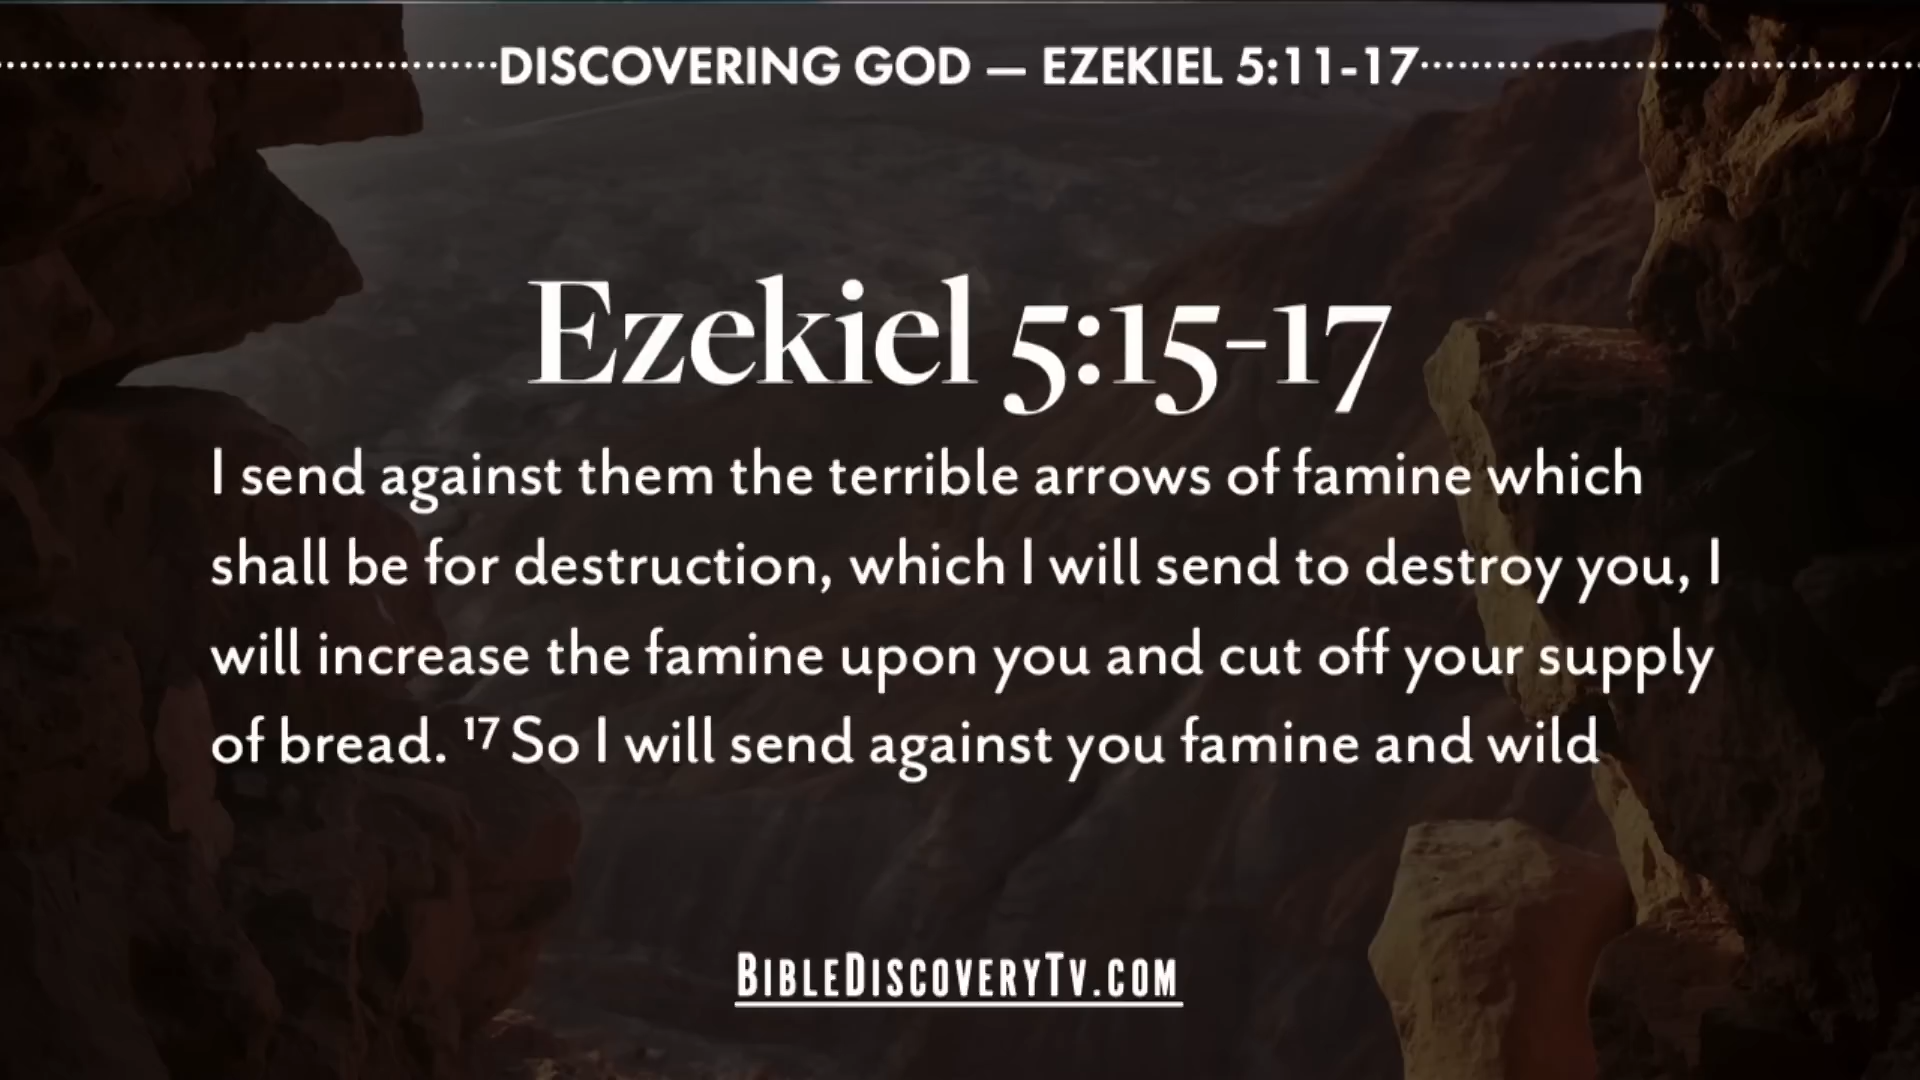 DISCOVERING GOD — EZEKIEL 5:11-17
Ezekiel 5:15-17
I send against them the terrible arrows of famine which
shall be for destruction, which I will send to destroy you, I
will increase the famine upon you and cut off your supply
of bread. ¹⁷ So I will send against you famine and wild
BIBLEDISCOVERYTV.COM